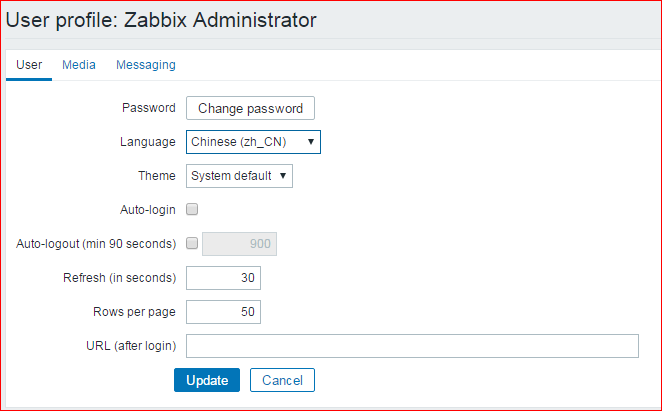 User profile: Zabbix Administrator
User Media Messaging
Password Change password
Language Chinese (zh_CN)
Theme System default
Auto-login
Auto-logout (min 90 seconds) 900
Refresh (in seconds) 30
Rows per page 50
URL (after login)
Update Cancel